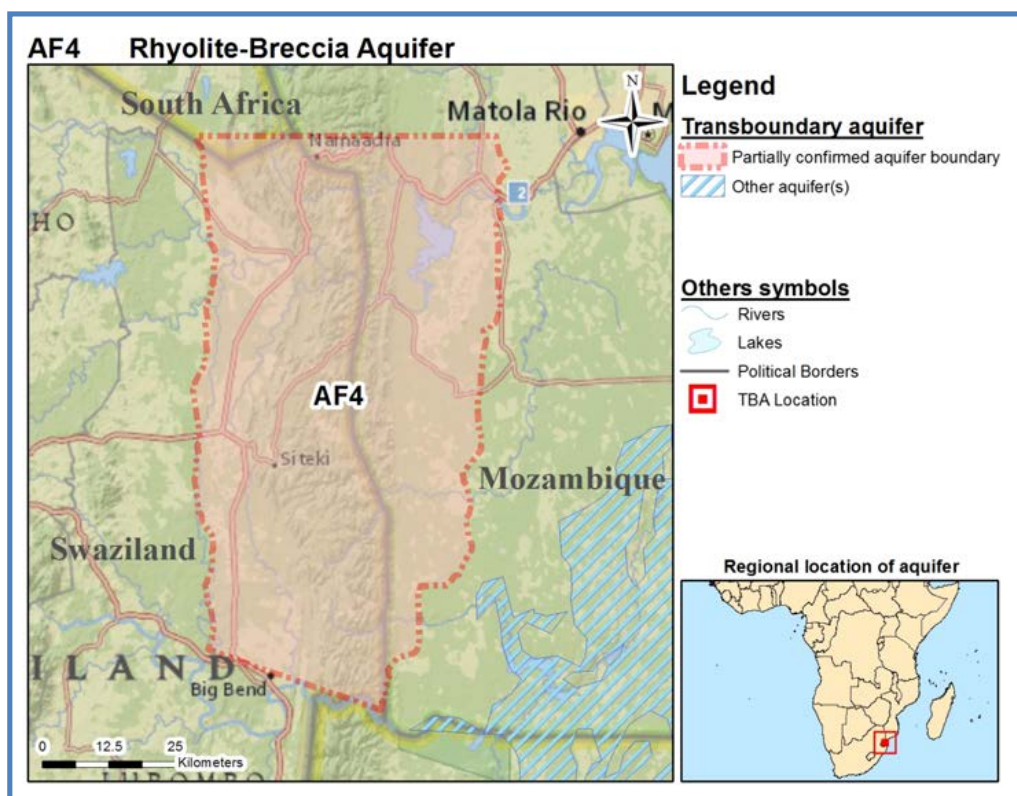 AF4 Rhyolite-Breccia Aquifer
South Africa
Namaadra
Matola Rio
N
M
2
HO
AF4
Siteki
Mozambique
Swaziland
ILAND
Big Bend
LUBOMBO
0 12.5 25
Kilometers
Legend
Transboundary aquifer
Partially confirmed aquifer boundary
Other aquifer(s)
Others symbols
Rivers
Lakes
Political Borders
TBA Location
Regional location of aquifer